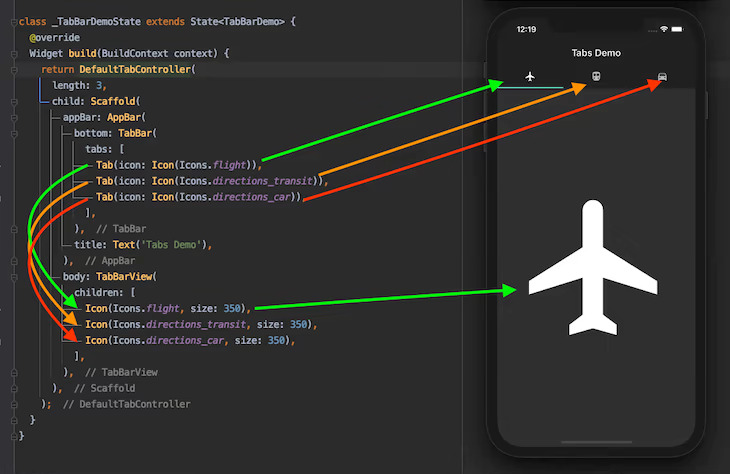 class _TabBarDemoState extends State<TabBarDemo> {
@override
Widget build(BuildContext context) {
return DefaultTabController(
length: 3,
child: Scaffold(
appBar: AppBar(
bottom: TabBar(
tabs: [
Tab(icon: Icon(Icons.flight)),
Tab(icon: Icon(Icons.directions_transit)),
Tab(icon: Icon(Icons.directions_car))
],
), // TabBar
title: Text('Tabs Demo'),
), // AppBar
body: TabBarView(
children: [
Icon(Icons.flight, size: 350),
Icon(Icons.directions_transit, size: 350),
Icon(Icons.directions_car, size: 350),
],
), // TabBarView
), // Scaffold
); // DefaultTabController
}
}
12:19
Tabs Demo